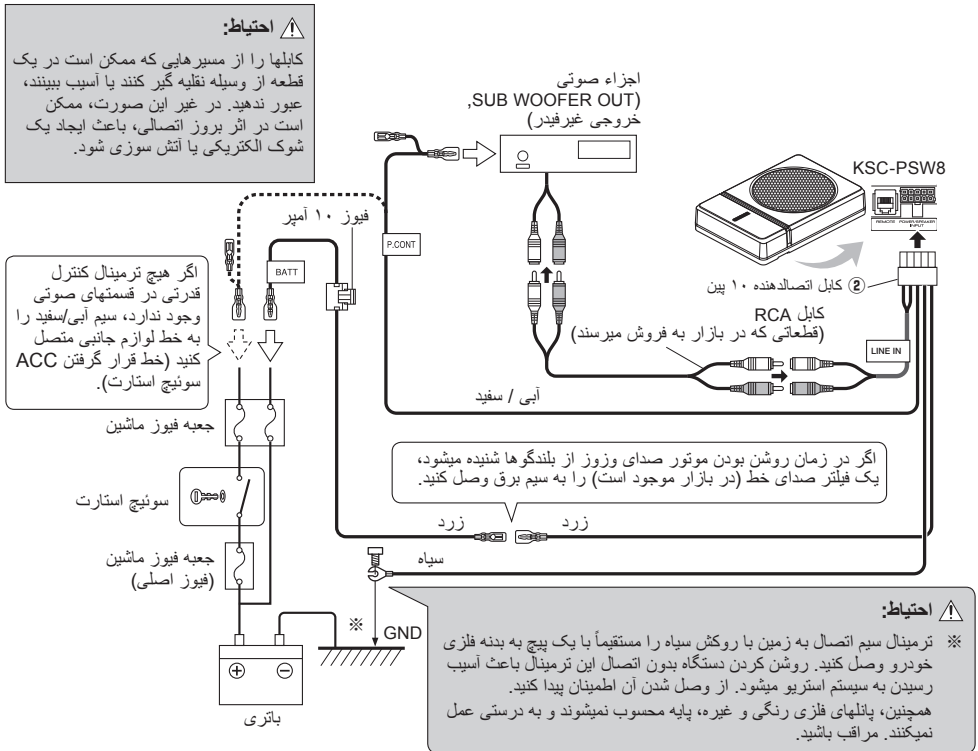 احتیاط:
کابلها را از مسیرهایی که ممکن است در یک
قطعه از وسیله نقلیه گیر کنند یا آسیب ببینند،
عبور ندهید. در غیر این صورت، ممکن
است در اثر بروز اتصالی، باعث ایجاد یک
شوک الکتریکی یا آتش سوزی شود.
اجزاء صوتی
(SUB WOOFER OUT,
خروجی غیرفیدر)
KSC-PSW8
REMOTE
POWER/SPEAKER
INPUT
② کابل اتصالدهنده ۱۰ پین
فیوز ۱۰ آمپر
P.CONT
BATT
اگر هیچ ترمینال کنترل
قدرتی در قسمتهای صوتی
وجود ندارد، سیم آبی/سفید را
به خط لوازم جانبی متصل
کنید (خط قرار گرفتن ACC
سوئیچ استارت).
کابل RCA
(قطعاتی که در بازار به فروش میرسند)
LINE IN
آبی / سفید
جعبه فیوز ماشین
اگر در زمان روشن بودن موتور صدای وزوز از بلندگوها شنیده میشود،
یک فیلتر صدای خط (در بازار موجود است) را به سیم برق وصل کنید.
سوئیچ استارت
زرد
زرد
جعبه فیوز ماشین
(فیوز اصلی)
سیاه
※
GND
باتری
احتیاط:
※ ترمینال سیم اتصال به زمین با روکش سیاه را مستقیماً با یک پیچ به بدنه فلزی
خودرو وصل کنید. روشن کردن دستگاه بدون اتصال این ترمینال باعث آسیب
رسیدن به سیستم استریو میشود. از وصل شدن آن اطمینان پیدا کنید.
همچنین، پانلهای فلزی رنگی و غیره، پایه محسوب نمیشوند و به درستی عمل
نمیکنند. مراقب باشید.